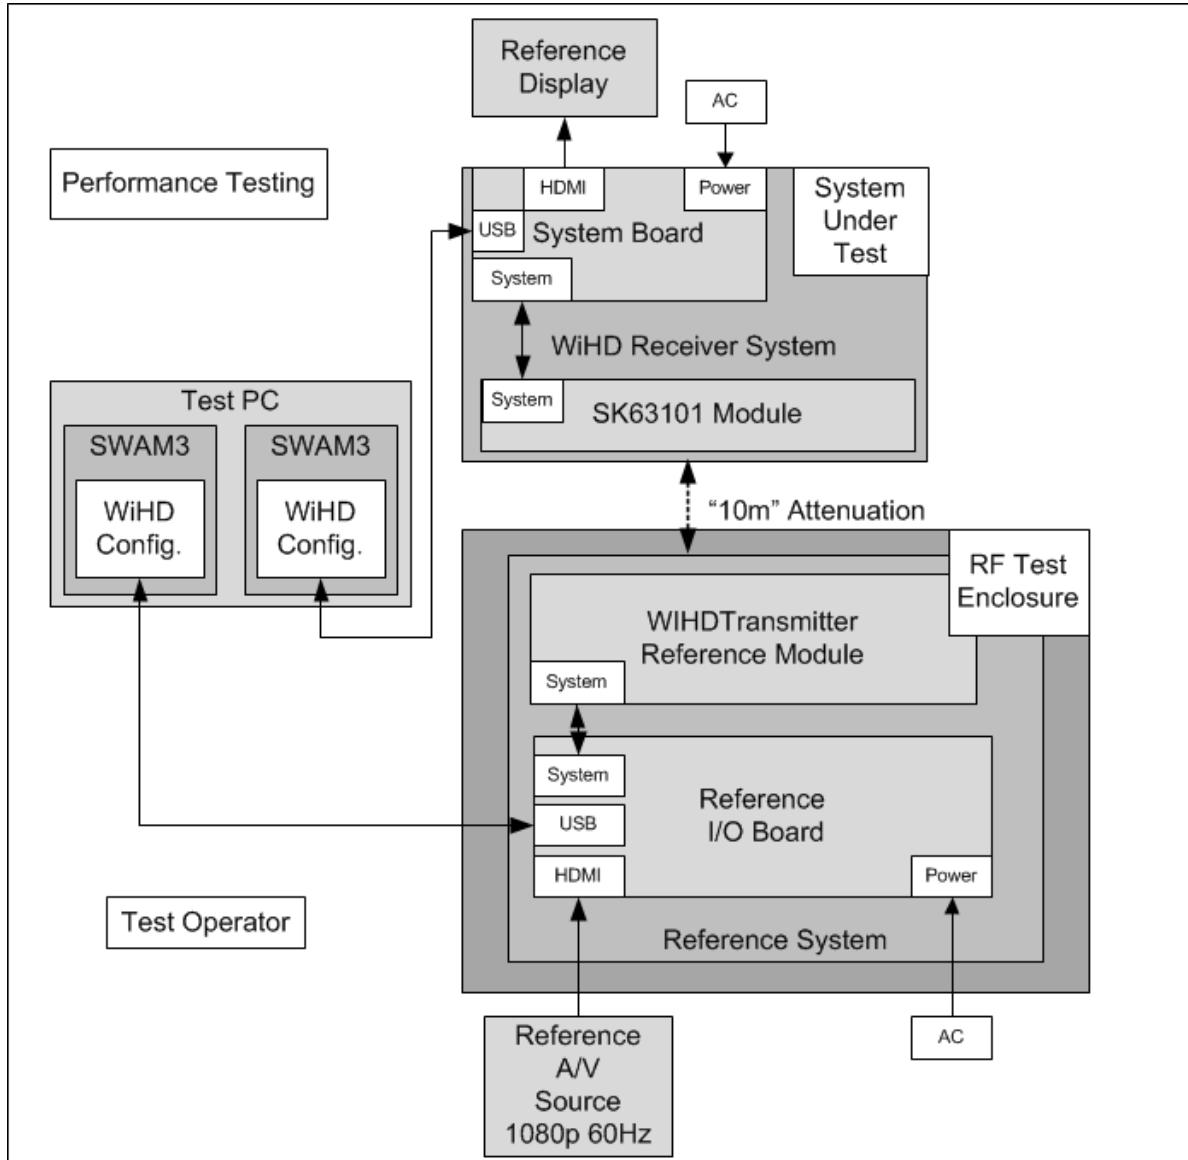 Reference
Display
AC
Performance Testing
HDMI
Power
System
Under
Test
USB
System Board
System
WiHD Receiver System
System
SK63101 Module
Test PC
SWAM3
SWAM3
WiHD
Config.
WiHD
Config.
“10m” Attenuation
RF Test
Enclosure
WIHDTransmitter
Reference Module
System
System
Reference
I/O Board
USB
HDMI
Power
Test Operator
Reference System
Reference
A/V
Source
1080p 60Hz
AC